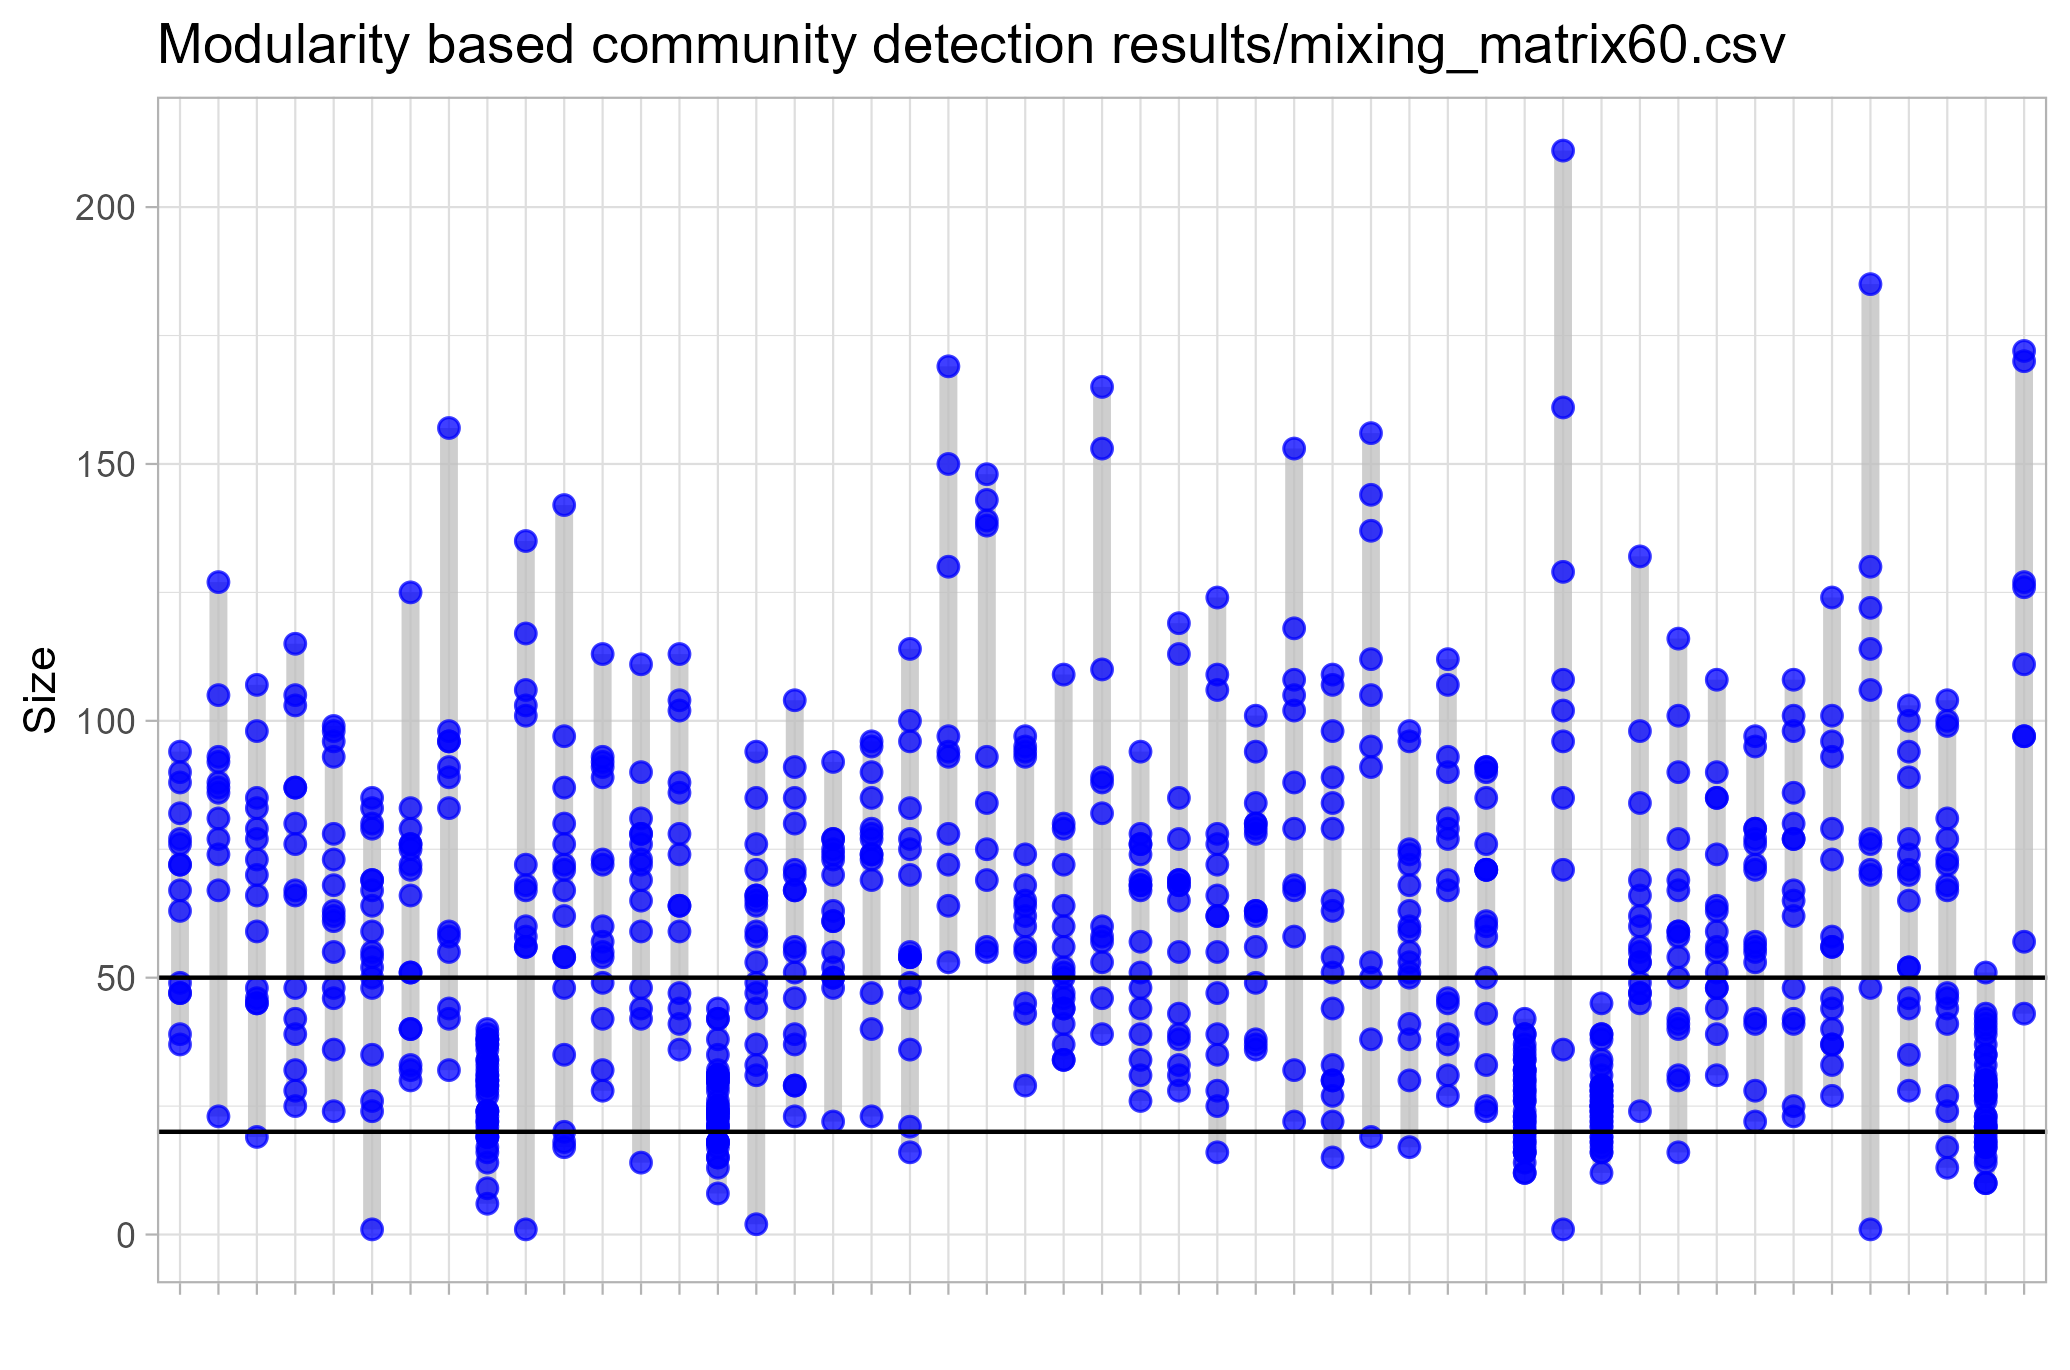 Modularity based community detection results/mixing_matrix60.csv
Size
200
150
100
50
0